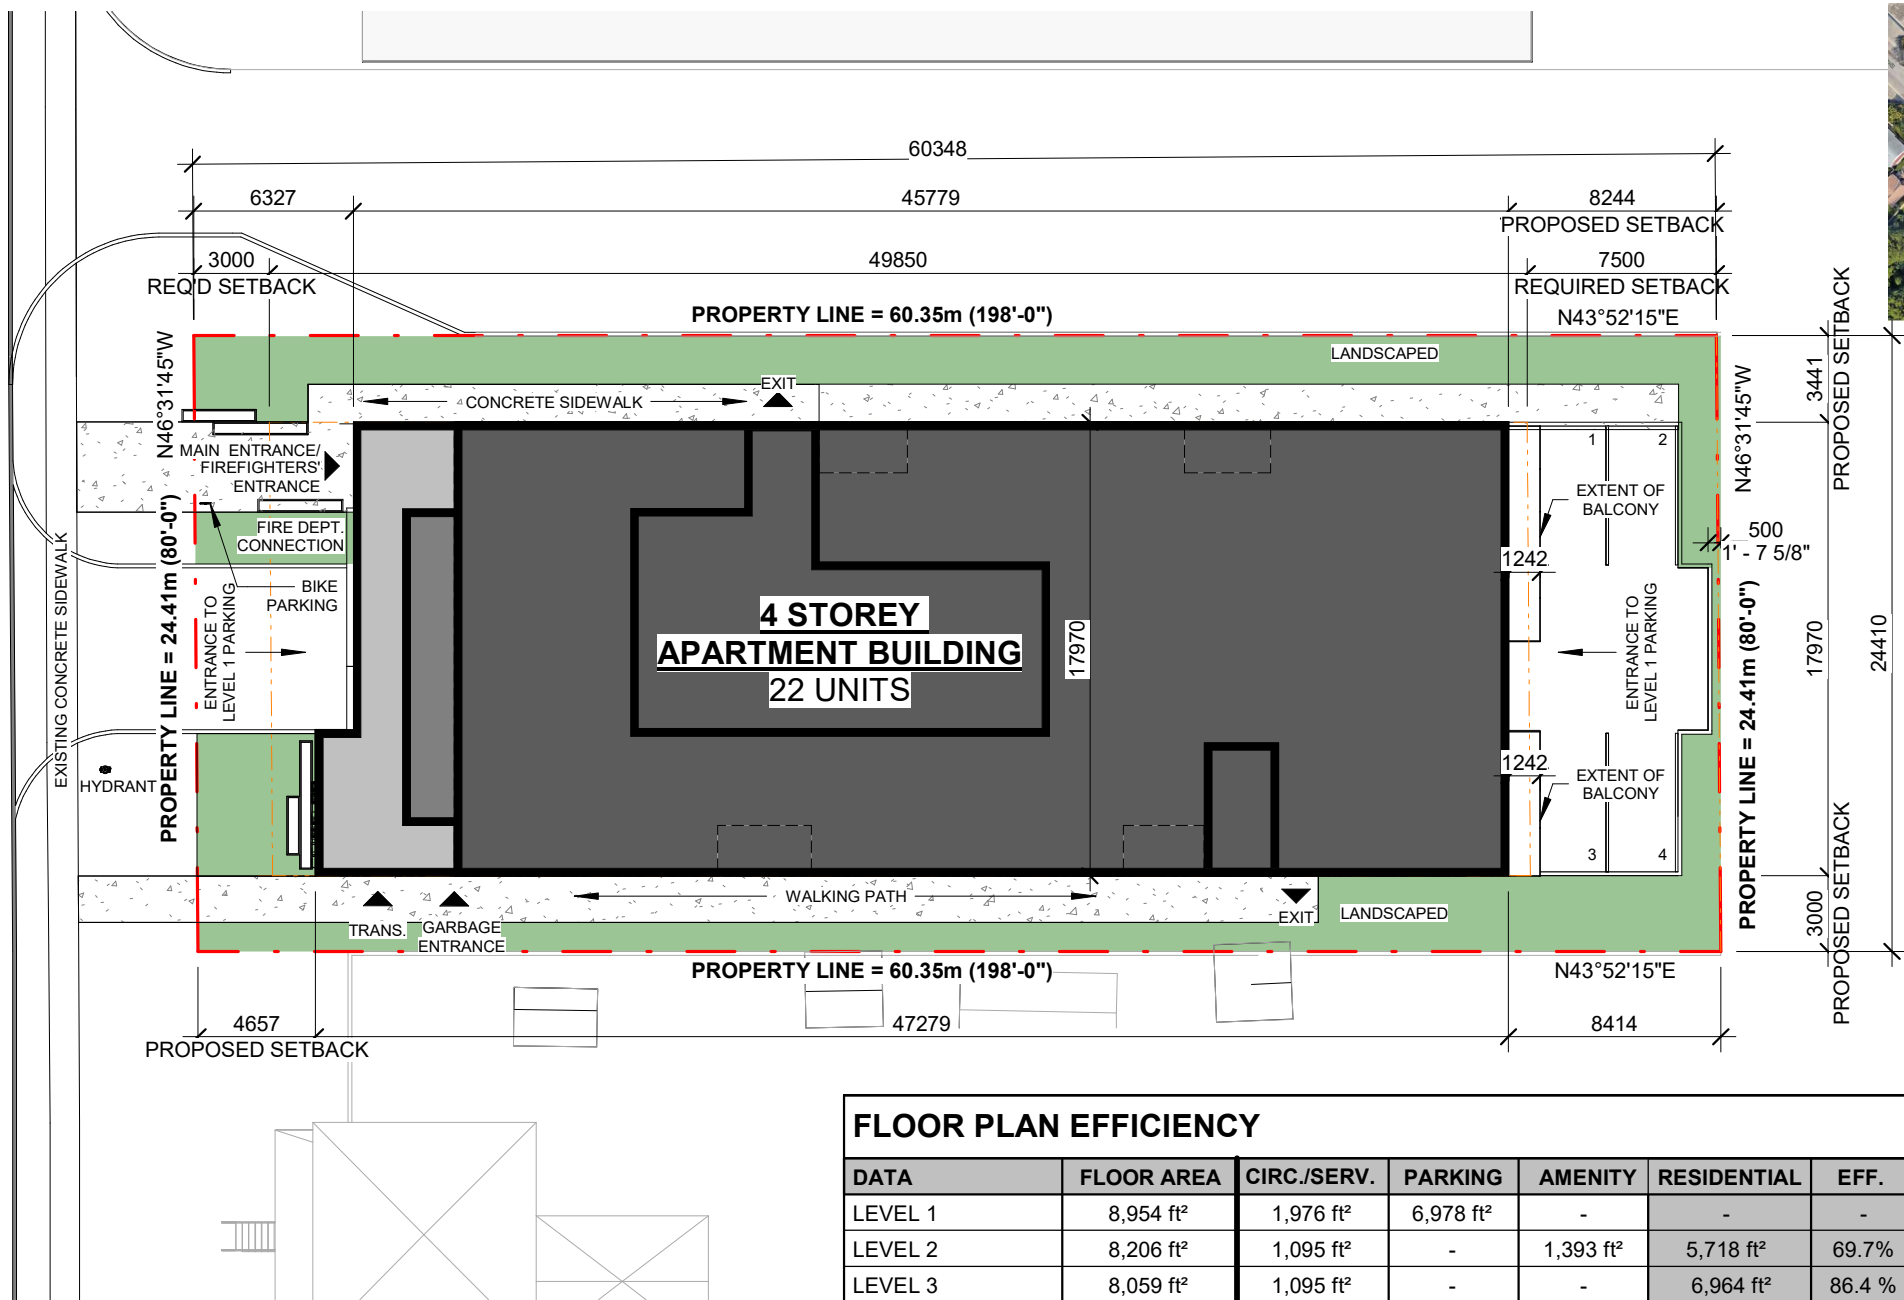 60348
6327
45779
8244
PROPOSED SETBACK
3000
REQ'D SETBACK
49850
7500
REQUIRED SETBACK
PROPERTY LINE = 60.35m (198'-0")
N43°52'15"E
LANDSCAPED
EXIT
CONCRETE SIDEWALK
N46°31'45"W
MAIN ENTRANCE/
FIREFIGHTERS'
ENTRANCE
FIRE DEPT.
CONNECTION
BIKE
PARKING
ENTRANCE TO
LEVEL 1 PARKING
PROPERTY LINE = 24.41m (80'-0")
EXISTING CONCRETE SIDEWALK
HYDRANT
4 STOREY
APARTMENT BUILDING
22 UNITS
17970
1
2
EXTENT OF
BALCONY
1242
ENTRANCE TO
LEVEL 1 PARKING
1242
EXTENT OF
BALCONY
3
4
N46°31'45"W
500
1' - 7 5/8"
PROPERTY LINE = 24.41m (80'-0")
3441
PROPOSED SETBACK
17970
24410
3000
PROPOSED SETBACK
WALKING PATH
TRANS.
GARBAGE
ENTRANCE
EXIT
LANDSCAPED
PROPERTY LINE = 60.35m (198'-0")
N43°52'15"E
4657
PROPOSED SETBACK
47279
8414
FLOOR PLAN EFFICIENCY
DATA FLOOR AREA CIRC./SERV. PARKING AMENITY RESIDENTIAL EFF.
LEVEL 1 8,954 ft² 1,976 ft² 6,978 ft² - - -
LEVEL 2 8,206 ft² 1,095 ft² - 1,393 ft² 5,718 ft² 69.7%
LEVEL 3 8,059 ft² 1,095 ft² - - 6,964 ft² 86.4 %